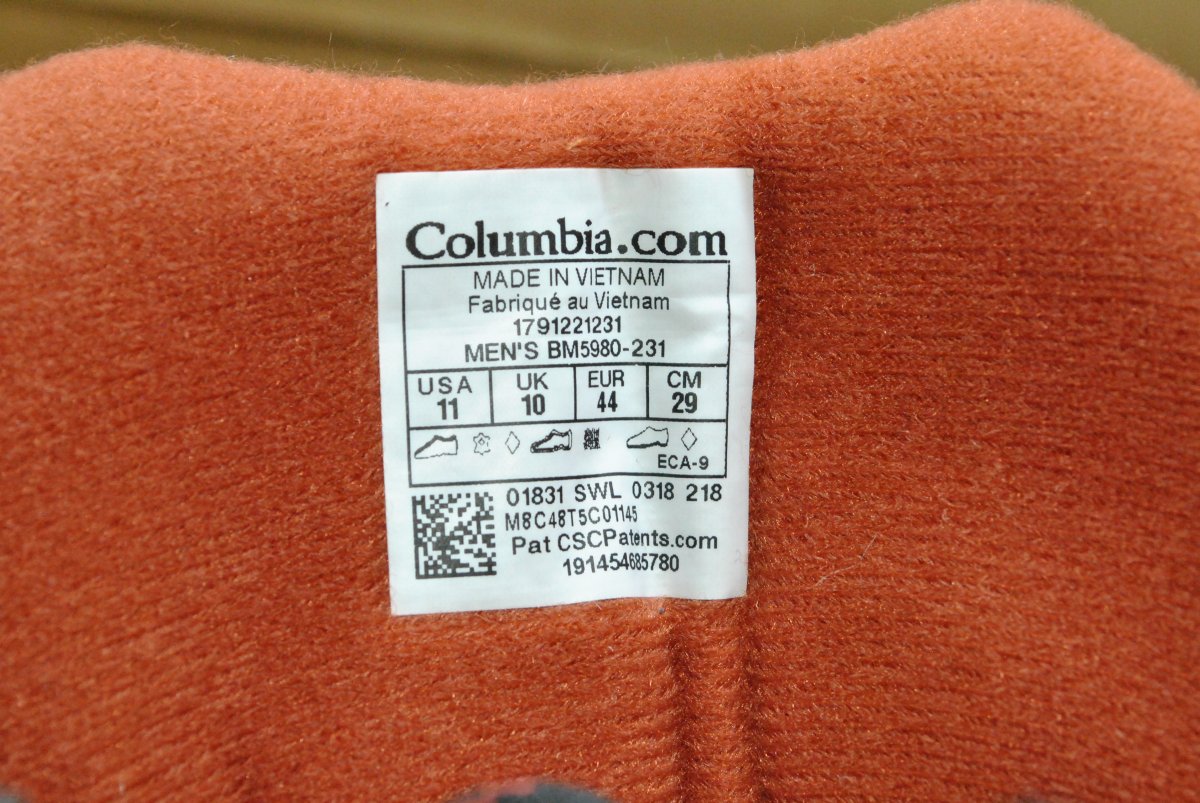 Columbia.com
MADE IN VIETNAM
Fabriqué au Vietnam
1791221231
MEN'S BM5980-231
USA UK EUR CM
11 10 44 29
ECA-9
01831 SWL 0318 218
M8C48T5C01145
Pat CSCPatents.com
191454685780